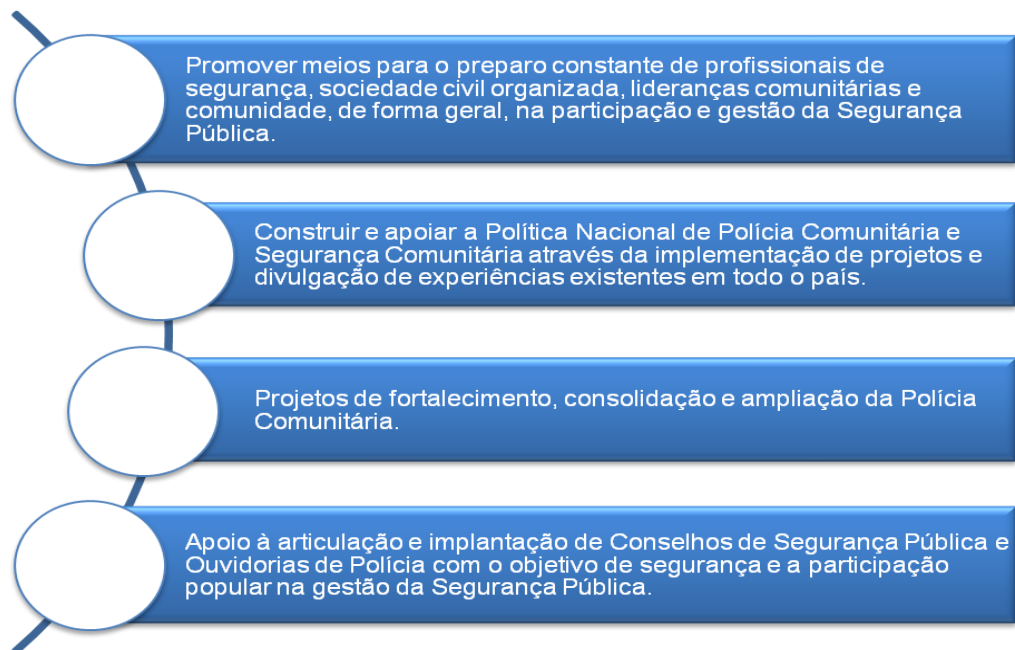 Promover meios para o preparo constante de profissionais de
segurança, sociedade civil organizada, lideranças comunitárias e
comunidade, de forma geral, na participação e gestão da Segurança
Pública.
Construir e apoiar a Política Nacional de Polícia Comunitária e
Segurança Comunitária através da implementação de projetos e
divulgação de experiências existentes em todo o país.
Projetos de fortalecimento, consolidação e ampliação da Polícia
Comunitária.
Apoio à articulação e implantação de Conselhos de Segurança Pública e
Ouvidorias de Polícia com o objetivo de segurança e a participação
popular na gestão da Segurança Pública.